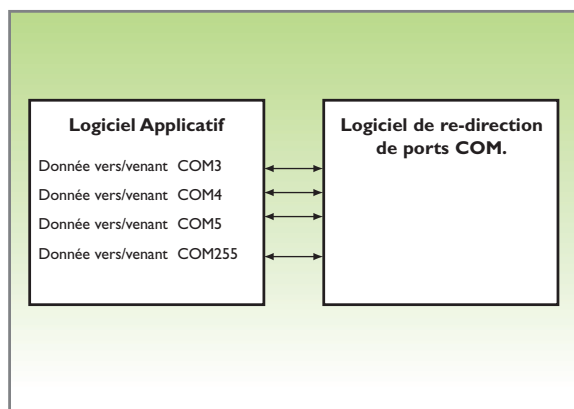 Logiciel Applicatif
Donnée vers/venant COM3
Donnée vers/venant COM4
Donnée vers/venant COM5
Donnée vers/venant COM255
Logiciel de re-direction
de ports COM.